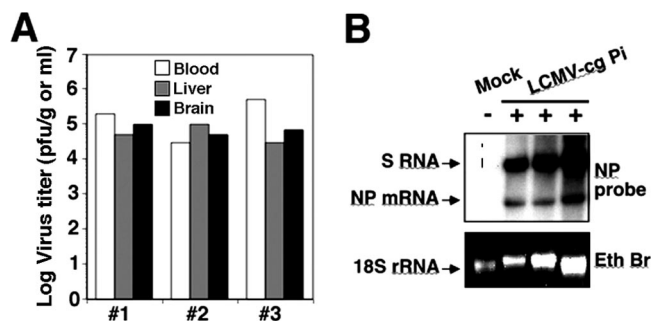 A
Log Virus titer (pfu/g or ml)
7
6
5
4
3
2
1
0
Blood
Liver
Brain
#1
#2
#3
B
Mock
LCMV-cg Pi
- + + +
S RNA
NP mRNA
NP
probe
18S rRNA
Eth Br